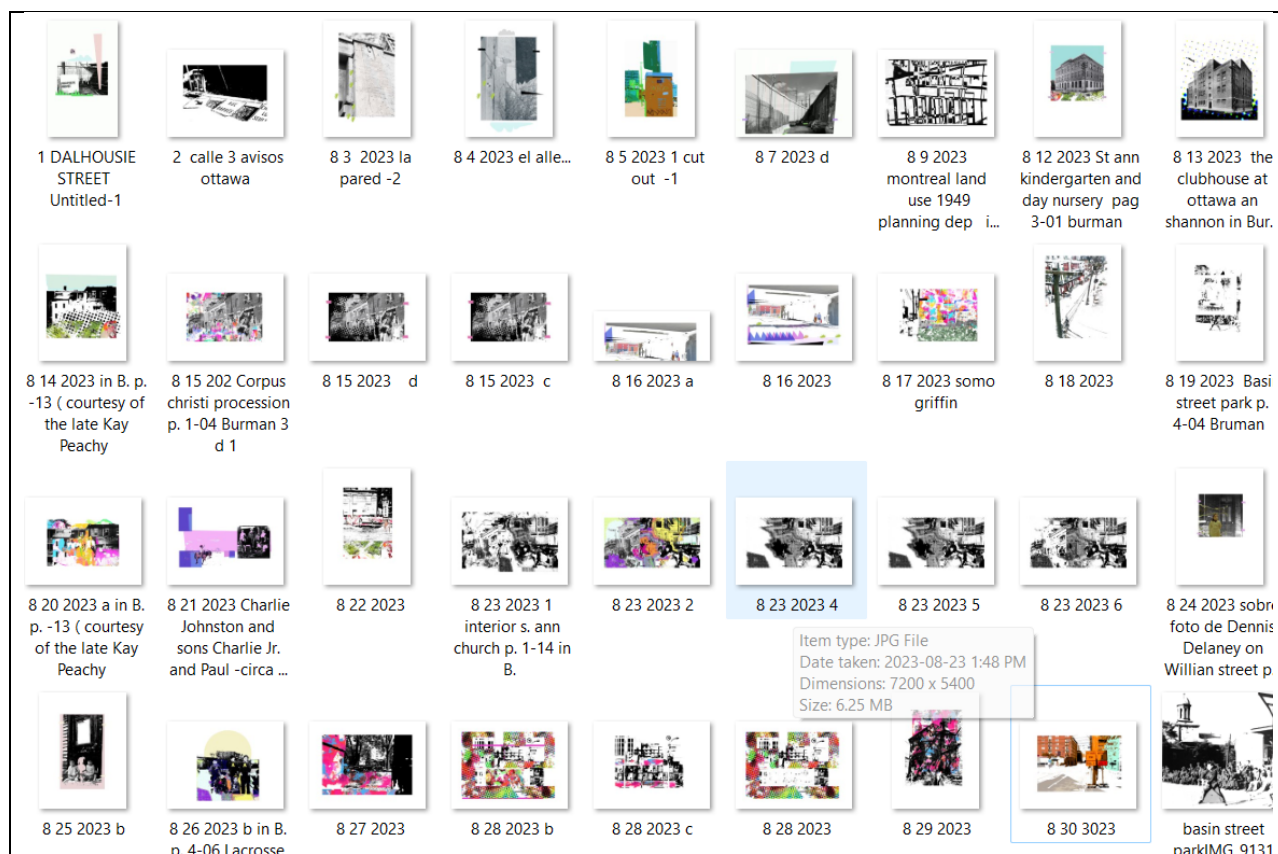 1 DALHOUSIE
STREET
Untitled-1
2 calle 3 avisos
ottawa
8 3 2023 la
pared -2
8 4 2023 el alle...
8 5 2023 1 cut
out -1
8 7 2023 d
8 9 2023
montreal land
use 1949
planning dep i...
8 12 2023 St ann
kindergarten and
day nursery pag
3-01 burman
8 13 2023 the
clubhouse at
ottawa an
shannon in Bur.
8 14 2023 in B. p.
-13 ( courtesy of
the late Kay
Peachy
8 15 202 Corpus
christi procession
p. 1-04 Burman 3
d 1
8 15 2023 d
8 15 2023 c
8 16 2023 a
8 16 2023
8 17 2023 somo
griffin
8 18 2023
8 19 2023 Basi
street park p.
4-04 Bruman
8 20 2023 a in B.
p. -13 ( courtesy
of the late Kay
Peachy
8 21 2023 Charlie
Johnston and
sons Charlie Jr.
and Paul -circa ...
8 22 2023
8 23 2023 1
interior s. ann
church p. 1-14 in
B.
8 23 2023 2
8 23 2023 4
8 23 2023 5
8 23 2023 6
8 24 2023 sobre
foto de Dennis
Delaney on
Willian street p
Item type: JPG File
Date taken: 2023-08-23 1:48 PM
Dimensions: 7200 x 5400
Size: 6.25 MB
8 25 2023 b
8 26 2023 b in B.
p. 4-06 Lacrosse
8 27 2023
8 28 2023 b
8 28 2023 c
8 28 2023
8 29 2023
8 30 3023
basin street
parkIMG_9131